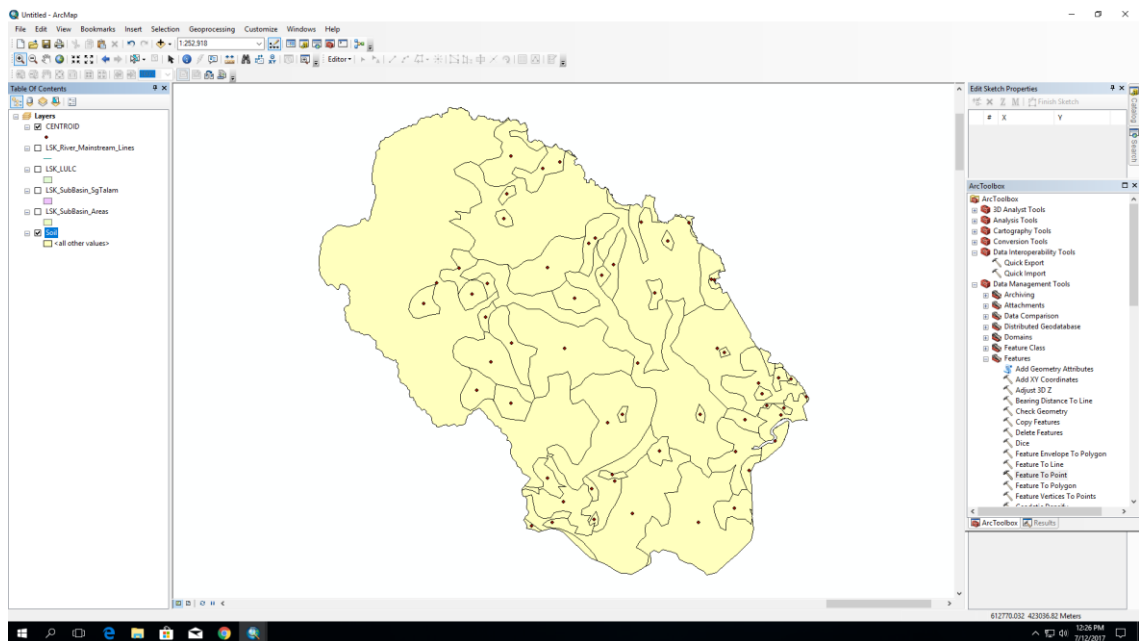 Untitled - ArcMap
File Edit View Bookmarks Insert Selection Geoprocessing Customize Windows Help
1:252,918
Editor
Table Of Contents
Layers
CENTROID
LSK_River_Mainstream_Lines
LSK_LULC
LSK_SubBasin_SgTalam
LSK_SubBasin_Areas
Soil
<all other values>
Edit Sketch Properties
Finish Sketch
# X Y
Catalog
Search
ArcToolbox
ArcToolbox
3D Analyst Tools
Analysis Tools
Cartography Tools
Conversion Tools
Data Interoperability Tools
Quick Export
Quick Import
Data Management Tools
Archiving
Attachments
Data Comparison
Distributed Geodatabase
Domains
Feature Class
Features
Add Geometry Attributes
Add XY Coordinates
Adjust 3D Z
Bearing Distance To Line
Check Geometry
Copy Features
Delete Features
Dice
Feature Envelope To Polygon
Feature To Line
Feature To Point
Feature To Polygon
Feature Vertices To Points
ArcToolbox Results
612770.032 423036.82 Meters
12:26 PM
7/12/2017